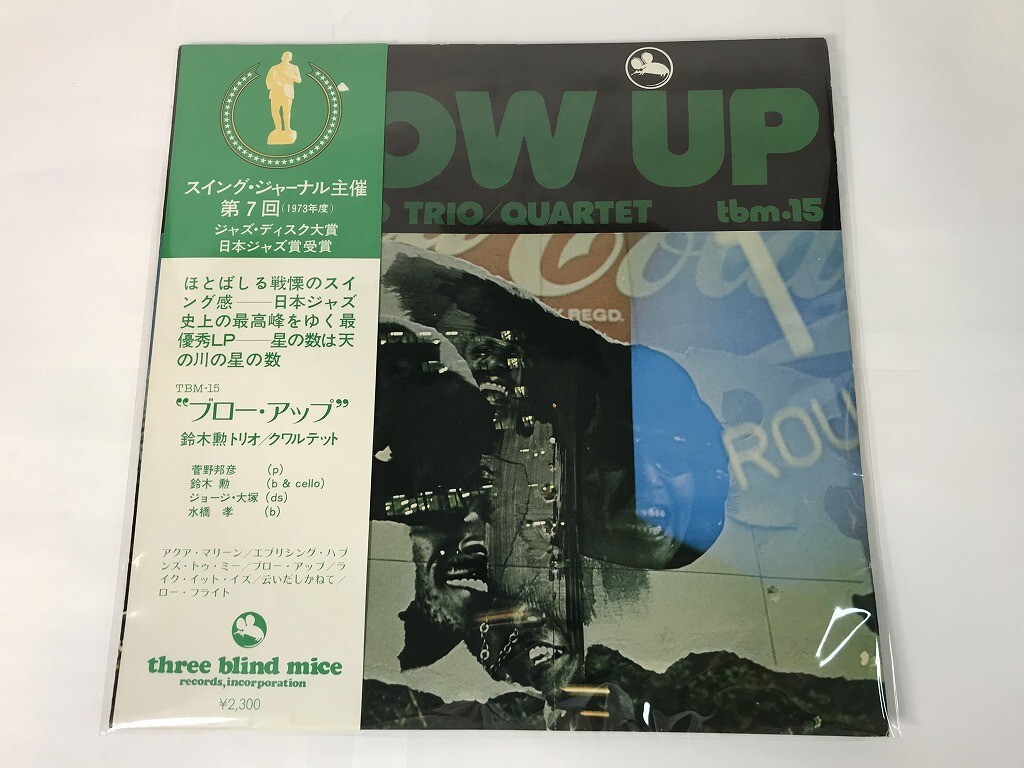 スイング・ジャーナル主催
第7回(1973年度)
ジャズ・ディスク大賞
日本ジャズ賞受賞
ほとばしる戦慄のスイ
ング感――日本ジャズ
史上の最高峰をゆく最
優秀LP――星の数は天
の川の星の数
TBM-15
“ブロー・アップ”
鈴木勲トリオ/クワルテット
菅野邦彦 (p)
鈴木 勲 (b & cello)
ジョージ・大塚 (ds)
水橋 孝 (b)
アクア・マリーン/エブリシング・ハプ
ンズ・トゥ・ミー/ブロー・アップ/ラ
イク・イット・イズ/云いだしかねて/
ロー・フライト
three blind mice
records, incorporation
¥2,300
OW UP
O TRIO/QUARTET tbm・15
REGD.
ROU